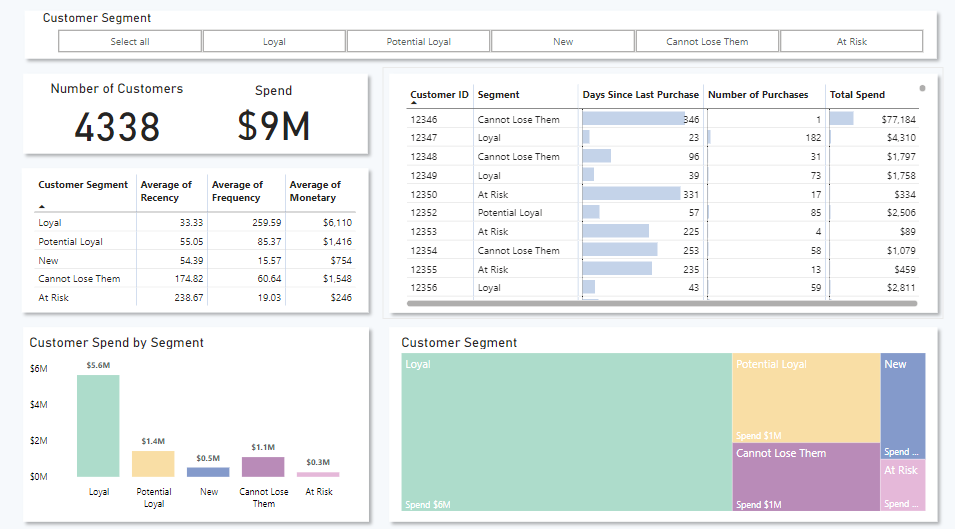 Customer Segment
Select all Loyal Potential Loyal New Cannot Lose Them At Risk
Number of Customers
4338
Spend
$9M
Customer Segment Average of Recency Average of Frequency Average of Monetary
Loyal 33.33 259.59 $6,110
Potential Loyal 55.05 85.37 $1,416
New 54.39 15.57 $754
Cannot Lose Them 174.82 60.64 $1,548
At Risk 238.67 19.03 $246
Customer ID Segment Days Since Last Purchase Number of Purchases Total Spend
12346 Cannot Lose Them 346 1 $77,184
12347 Loyal 23 182 $4,310
12348 Cannot Lose Them 96 31 $1,797
12349 Loyal 39 73 $1,758
12350 At Risk 331 17 $334
12352 Potential Loyal 57 85 $2,506
12353 At Risk 225 4 $89
12354 Cannot Lose Them 253 58 $1,079
12355 At Risk 235 13 $459
12356 Loyal 43 59 $2,811
Customer Spend by Segment
$6M
$4M
$2M
$0M
$5.6M
$1.4M
$0.5M
$1.1M
$0.3M
Loyal
Potential Loyal
New
Cannot Lose Them
At Risk
Customer Segment
Loyal
Spend $6M
Potential Loyal
Spend $1M
Cannot Lose Them
Spend $1M
New
Spend ...
At Risk
Spend ...